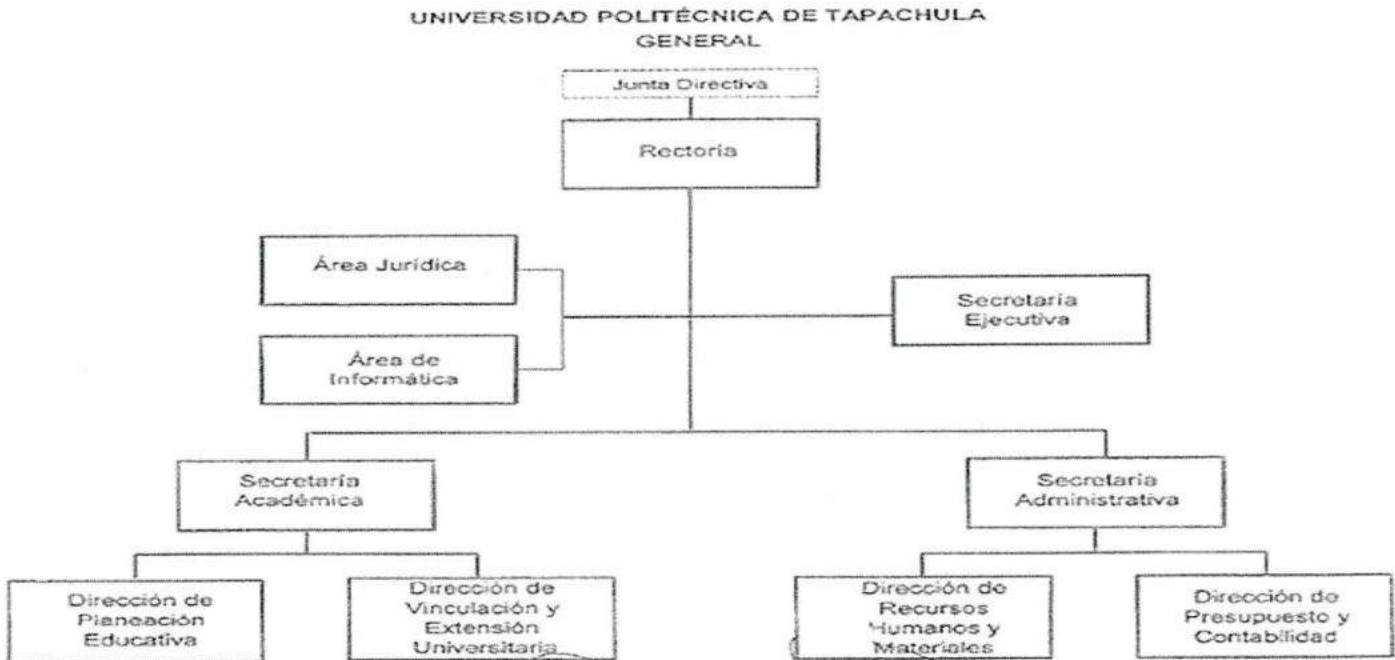 UNIVERSIDAD POLITÉCNICA DE TAPACHULA
GENERAL
Junta Directiva
Rectoría
Área Jurídica
Secretaría
Ejecutiva
Área de
Informática
Secretaría
Académica
Secretaría
Administrativa
Dirección de
Planeación
Educativa
Dirección de
Vinculación y
Extensión
Universitaria
Dirección de
Recursos
Humanos y
Materiales
Dirección de
Presupuesto y
Contabilidad